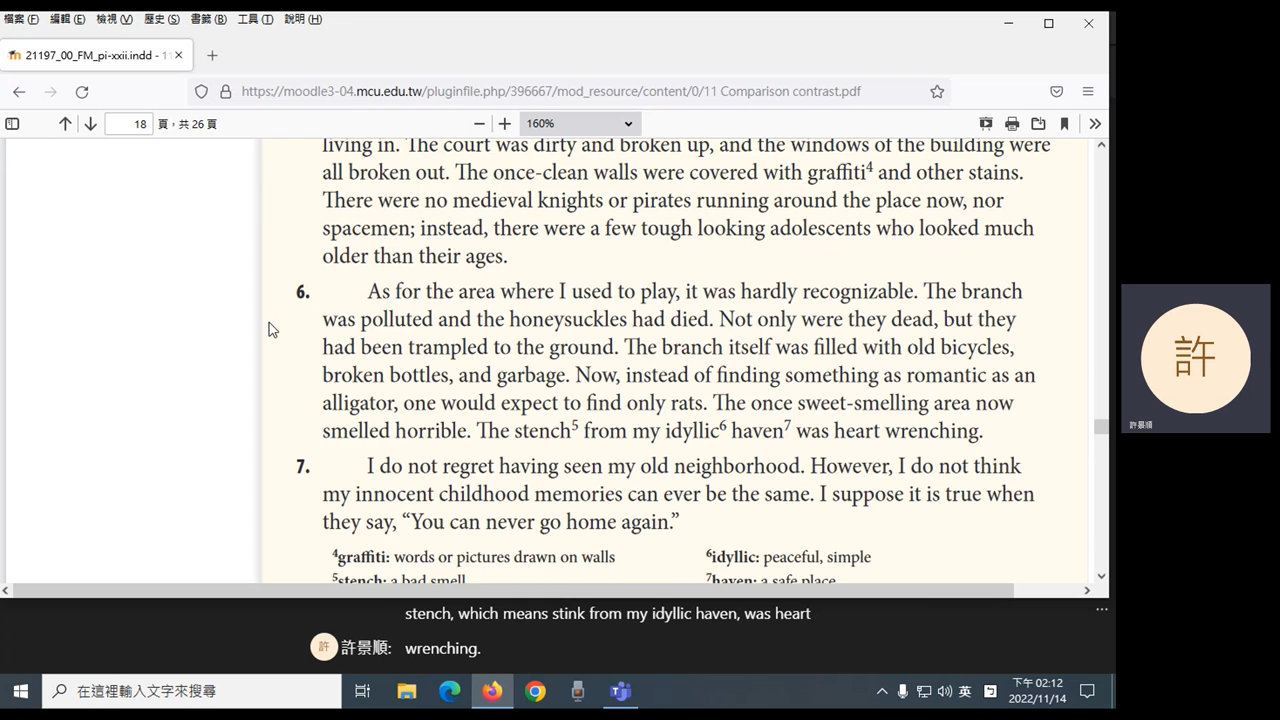 檔案(F) 編輯(E) 檢視(V) 歷史(S) 書籤(B) 工具(T) 說明(H)
21197_00_FM_pi-xxii.indd - 11
https://moodle3-04.mcu.edu.tw/pluginfile.php/396667/mod_resource/content/0/11 Comparison contrast.pdf
18 頁，共 26 頁
160%
living in. The court was dirty and broken up, and the windows of the building were
all broken out. The once-clean walls were covered with graffiti4 and other stains.
There were no medieval knights or pirates running around the place now, nor
spacemen; instead, there were a few tough looking adolescents who looked much
older than their ages.
6. As for the area where I used to play, it was hardly recognizable. The branch
was polluted and the honeysuckles had died. Not only were they dead, but they
had been trampled to the ground. The branch itself was filled with old bicycles,
broken bottles, and garbage. Now, instead of finding something as romantic as an
alligator, one would expect to find only rats. The once sweet-smelling area now
smelled horrible. The stench5 from my idyllic6 haven7 was heart wrenching.
7. I do not regret having seen my old neighborhood. However, I do not think
my innocent childhood memories can ever be the same. I suppose it is true when
they say, “You can never go home again.”
4graffiti: words or pictures drawn on walls
6idyllic: peaceful, simple
5stench: a bad smell
7haven: a safe place
許
許景順
stench, which means stink from my idyllic haven, was heart
許 許景順: wrenching.
在這裡輸入文字來搜尋
英
下午 02:12
2022/11/14